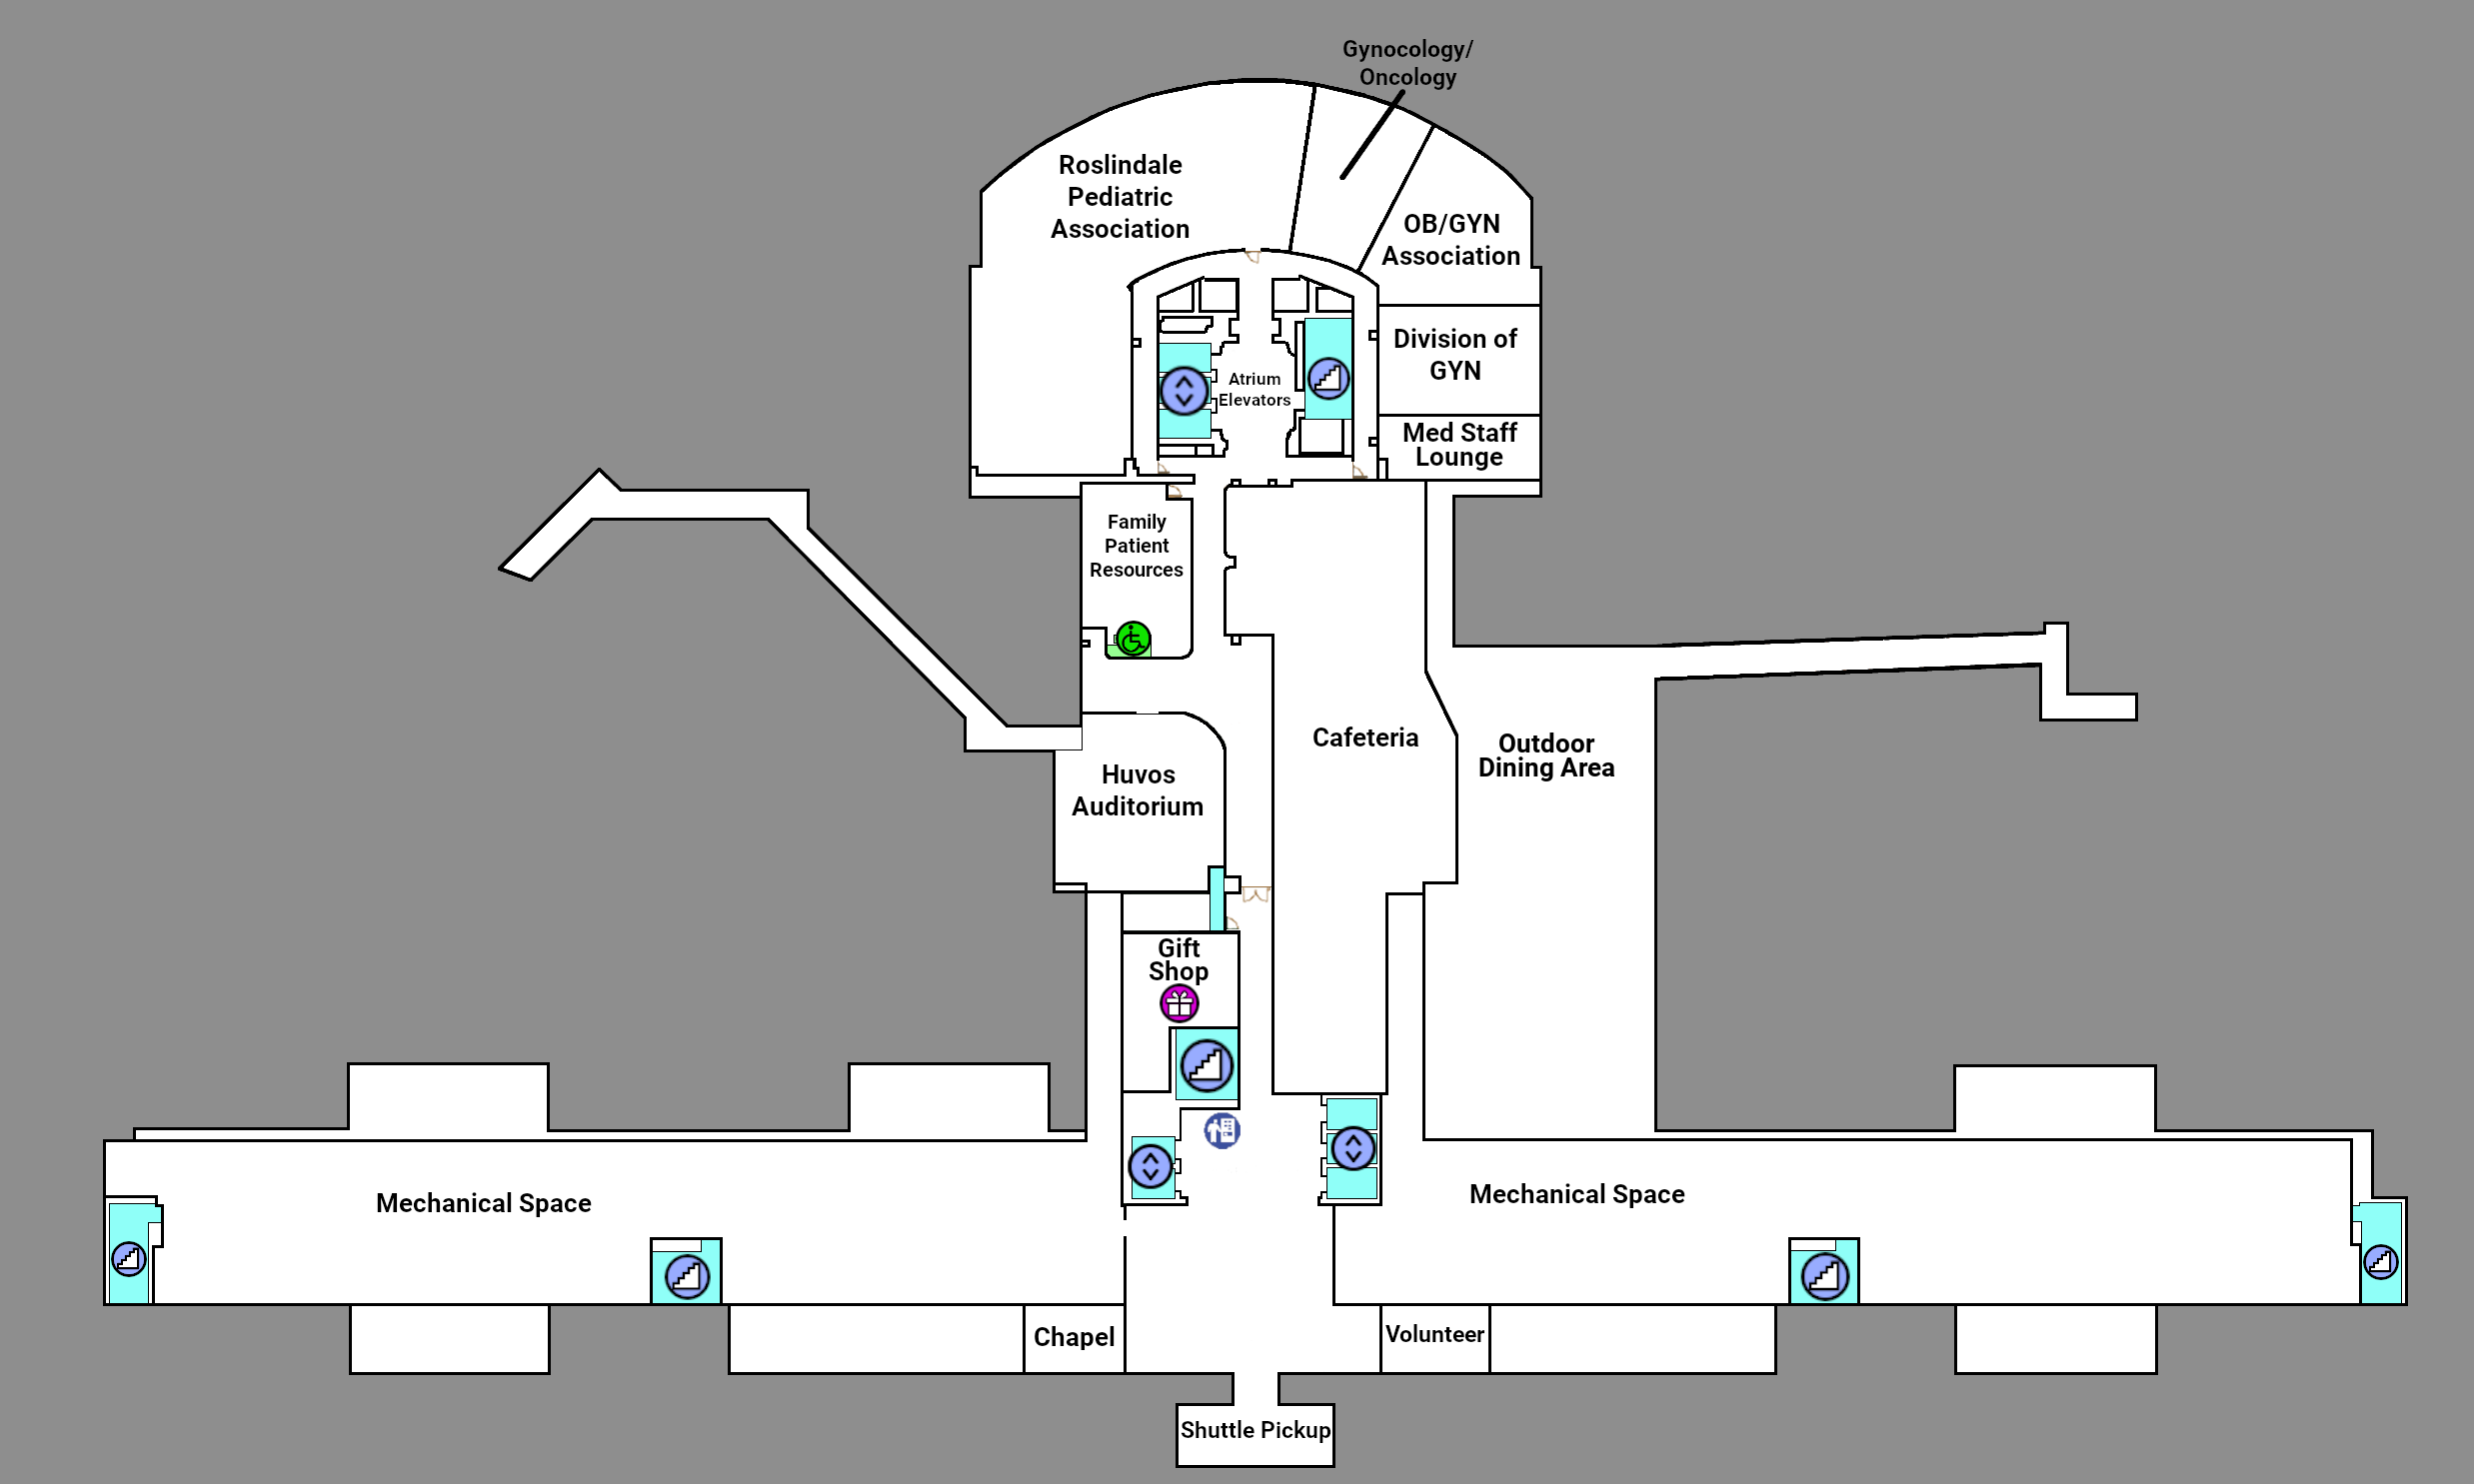 Gynocology/
Oncology
Roslindale
Pediatric
Association
OB/GYN
Association
Division of
GYN
Atrium
Elevators
Med Staff
Lounge
Family
Patient
Resources
Cafeteria
Outdoor
Dining Area
Huvos
Auditorium
Gift
Shop
Mechanical Space
Mechanical Space
Chapel
Volunteer
Shuttle Pickup